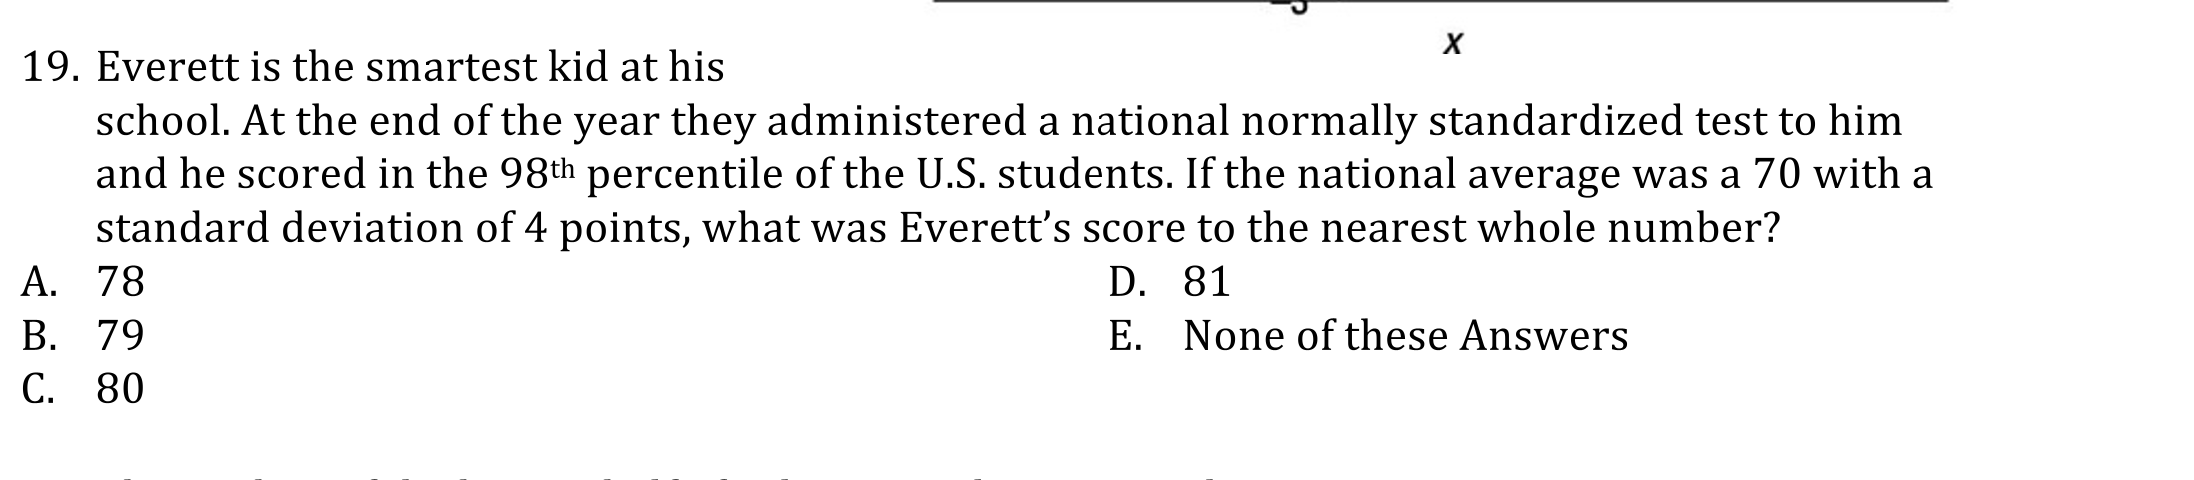 x
19. Everett is the smartest kid at his
school. At the end of the year they administered a national normally standardized test to him
and he scored in the 98th percentile of the U.S. students. If the national average was a 70 with a
standard deviation of 4 points, what was Everett’s score to the nearest whole number?
A. 78
B. 79
C. 80
D. 81
E. None of these Answers